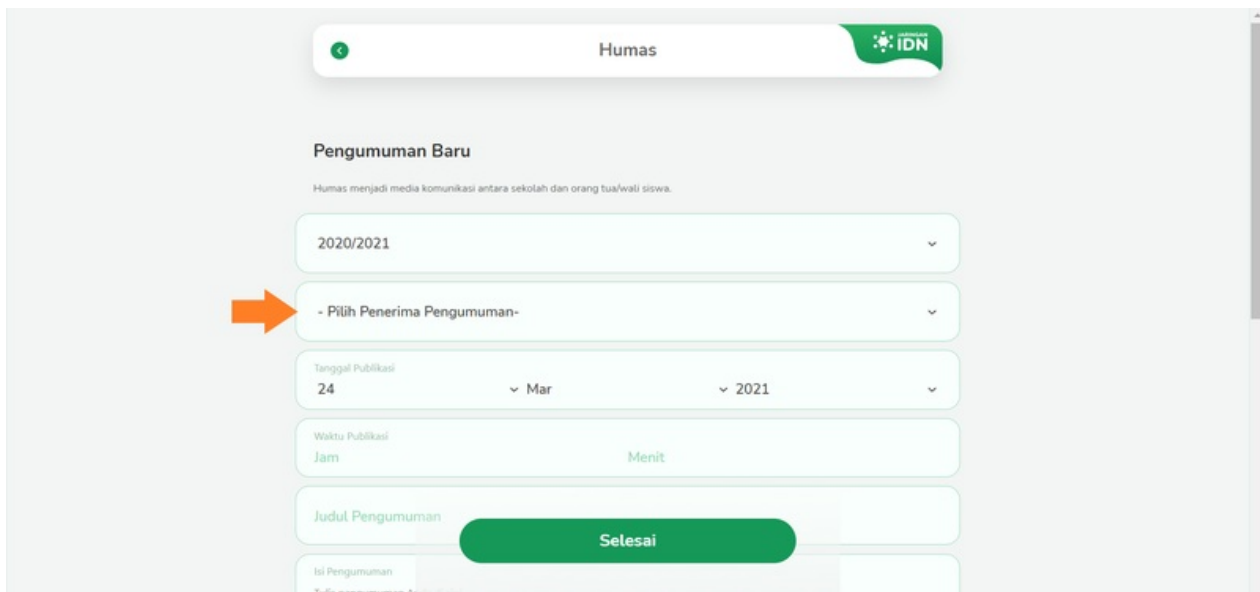 Humas
JARINGAN
IDN
Pengumuman Baru
Humas menjadi media komunikasi antara sekolah dan orang tua/wali siswa.
2020/2021
- Pilih Penerima Pengumuman-
Tanggal Publikasi
24 Mar 2021
Waktu Publikasi
Jam Menit
Judul Pengumuman
Selesai
Isi Pengumuman